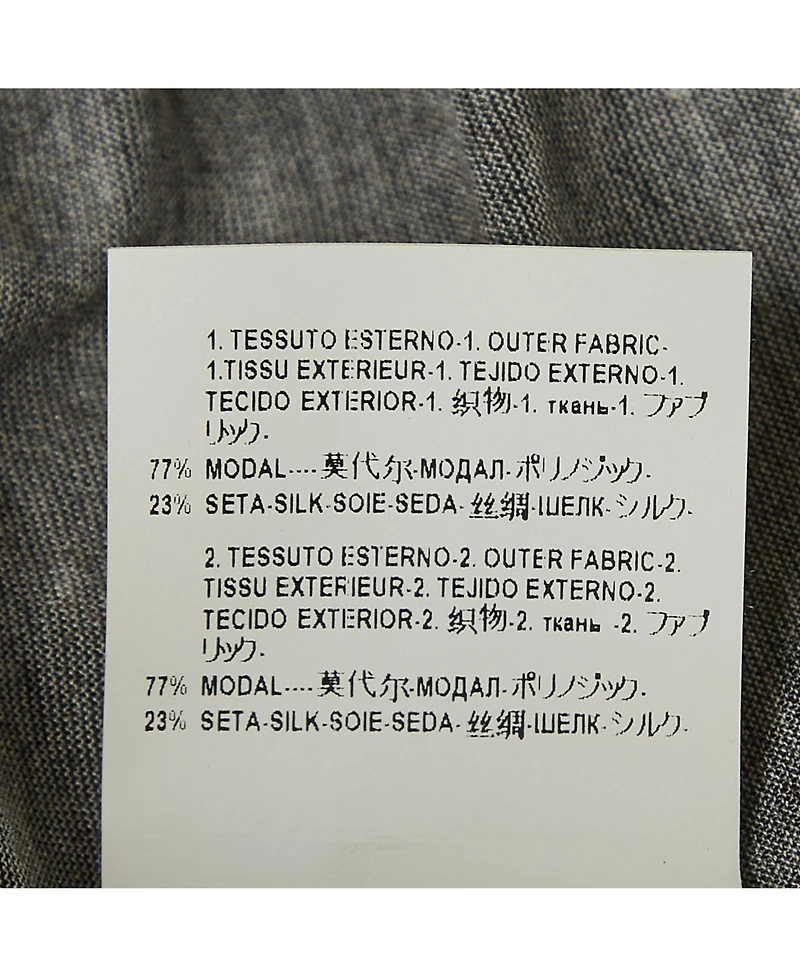 1. TESSUTO ESTERNO-1. OUTER FABRIC-
1.TISSU EXTERIEUR-1. TEJIDO EXTERNO-1.
TECIDO EXTERIOR-1. 织物-1. ткань-1. ファブ
リック-
77% MODAL----莫代尔-МОДАЛ-ポリノジック-
23% SETA-SILK-SOIE-SEDA-丝绸-ШЕЛК-シルク-
2. TESSUTO ESTERNO-2. OUTER FABRIC-2.
TISSU EXTERIEUR-2. TEJIDO EXTERNO-2.
TECIDO EXTERIOR-2. 织物-2. ткань -2. ファブ
リック-
77% MODAL----莫代尔-МОДАЛ-ポリノジック-
23% SETA-SILK-SOIE-SEDA-丝绸-ШЕЛК-シルク-